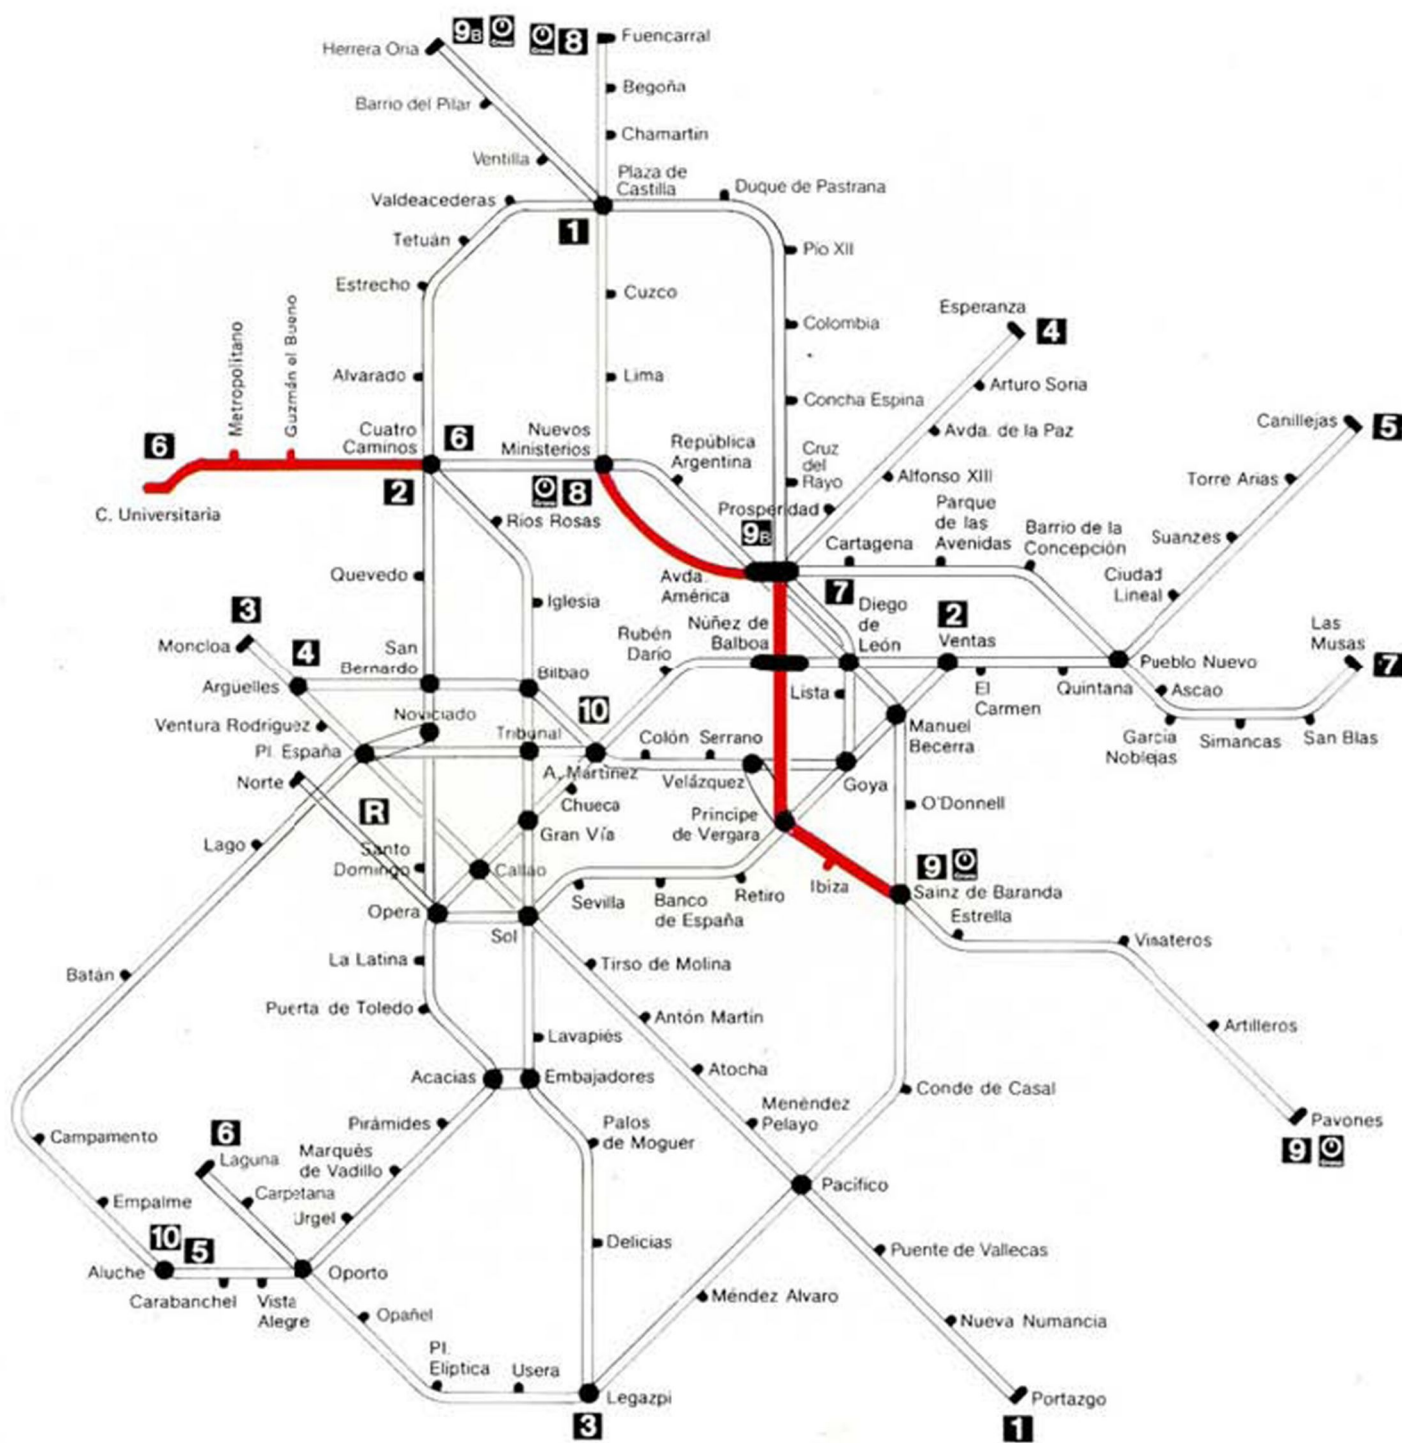 Herrera Oria
9B
8
Fuencarral
Barrio del Pilar
Begoña
Ventilla
Chamartín
Plaza de
Castilla
Valdeacederas
Duque de Pastrana
1
Tetuán
Pío XII
Estrecho
Cuzco
Colombia
Esperanza
4
Metropolitano
Guzmán el Bueno
Alvarado
Lima
Concha Espina
Arturo Soria
Canillejas
5
6
Cuatro
Caminos
6
Nuevos
Ministerios
República
Argentina
Cruz
del
Rayo
Avda. de la Paz
Alfonso XIII
Torre Arias
2
8
C. Universitaria
Ríos Rosas
Prosperidad
9B
Cartagena
Parque
de las
Avenidas
Barrio de la
Concepción
Suanzes
Ciudad
Lineal
Quevedo
Avda.
América
7
3
Iglesia
Núñez de
Balboa
Diego
de
León
2
Ventas
Las
Musas
7
Moncloa
4
San
Bernardo
Rubén
Darío
Bilbao
Pueblo Nuevo
Argüelles
Lista
El
Carmen
Quintana
Ascao
Ventura Rodríguez
Noviciado
Tribunal
10
Colón
Serrano
Manuel
Becerra
García
Noblejas
Simancas
San Blas
Pl. España
A. Martínez
Velázquez
Goya
Norte
Chueca
O'Donnell
R
Gran Vía
Príncipe
de Vergara
Lago
Santo
Domingo
Callao
9
Sevilla
Banco
de España
Retiro
Ibiza
Sainz de Baranda
Opera
Sol
Estrella
Vinateros
La Latina
Tirso de Molina
Batán
Puerta de Toledo
Antón Martín
Artilleros
Lavapiés
Acacias
Embajadores
Atocha
Conde de Casal
Pirámides
Menéndez
Pelayo
Palos
de Moguer
Pavones
9
Campamento
6
Laguna
Marqués
de Vadillo
Carpetana
Pacífico
Empalme
Urgel
10
5
Delicias
Puente de Vallecas
Aluche
Oporto
Carabanchel
Vista
Alegre
Opañel
Méndez Alvaro
Nueva Numancia
Pl.
Elíptica
Usera
Legazpi
Portazgo
3
1